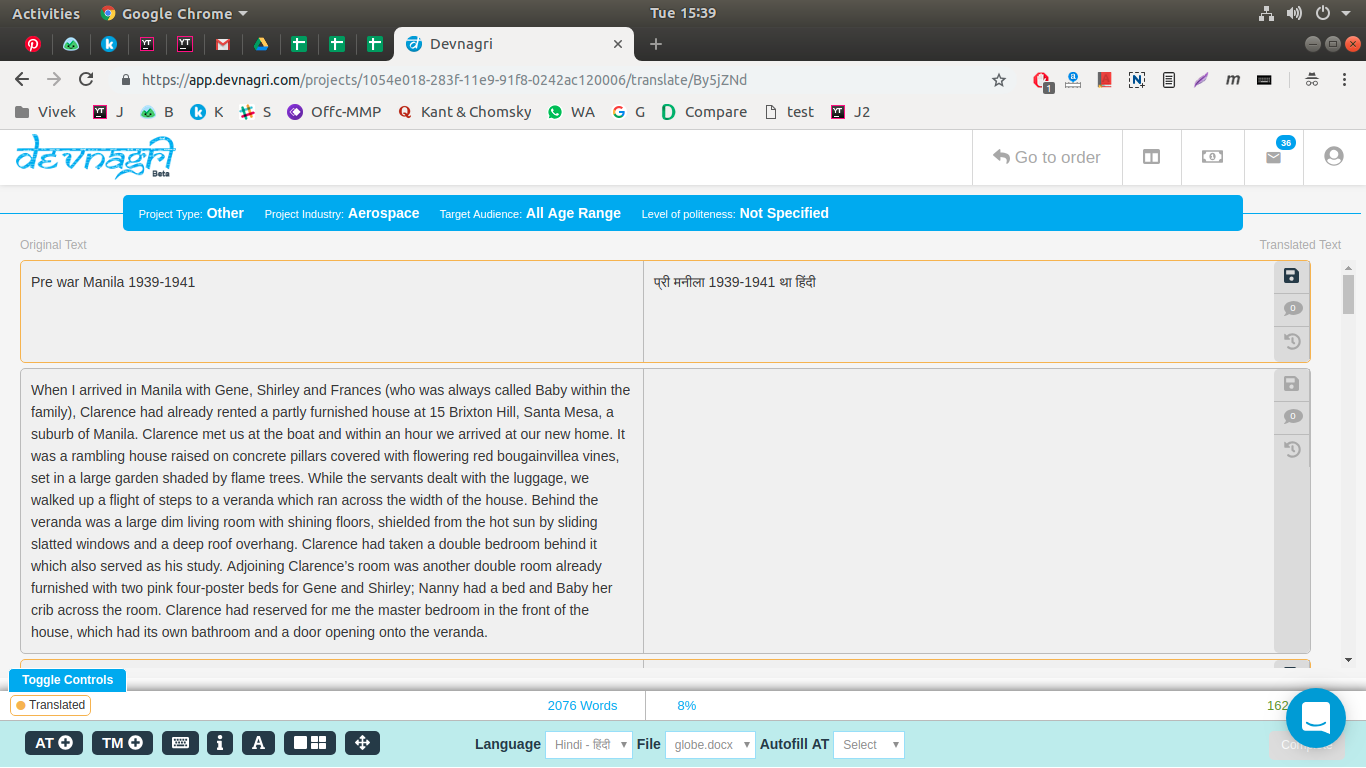 Activities Google Chrome Tue 15:39
Devnagri
https://app.devnagri.com/projects/1054e018-283f-11e9-91f8-0242ac120006/translate/By5jZNd
Vivek J B K S Offc-MMP Kant & Chomsky WA G Compare test J2
devnagri Beta
Go to order 36
Project Type: Other Project Industry: Aerospace Target Audience: All Age Range Level of politeness: Not Specified
Original Text Translated Text
Pre war Manila 1939-1941
प्री मनीला 1939-1941 था हिंदी
0
When I arrived in Manila with Gene, Shirley and Frances (who was always called Baby within the
family), Clarence had already rented a partly furnished house at 15 Brixton Hill, Santa Mesa, a
suburb of Manila. Clarence met us at the boat and within an hour we arrived at our new home. It
was a rambling house raised on concrete pillars covered with flowering red bougainvillea vines,
set in a large garden shaded by flame trees. While the servants dealt with the luggage, we
walked up a flight of steps to a veranda which ran across the width of the house. Behind the
veranda was a large dim living room with shining floors, shielded from the hot sun by sliding
slatted windows and a deep roof overhang. Clarence had taken a double bedroom behind it
which also served as his study. Adjoining Clarence's room was another double room already
furnished with two pink four-poster beds for Gene and Shirley; Nanny had a bed and Baby her
crib across the room. Clarence had reserved for me the master bedroom in the front of the
house, which had its own bathroom and a door opening onto the veranda.
0
Toggle Controls
Translated 2076 Words 8% 162
AT TM A Language Hindi - हिंदी File globe.docx Autofill AT Select